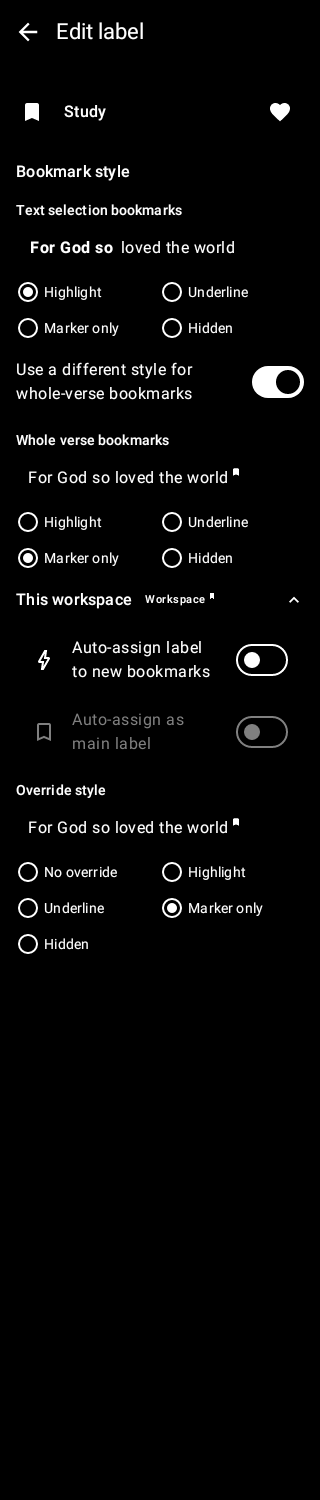 Edit label
Study
Bookmark style
Text selection bookmarks
For God so loved the world
Highlight
Underline
Marker only
Hidden
Use a different style for
whole-verse bookmarks
Whole verse bookmarks
For God so loved the world
Highlight
Underline
Marker only
Hidden
This workspace Workspace
Auto-assign label
to new bookmarks
Auto-assign as
main label
Override style
For God so loved the world
No override
Highlight
Underline
Marker only
Hidden